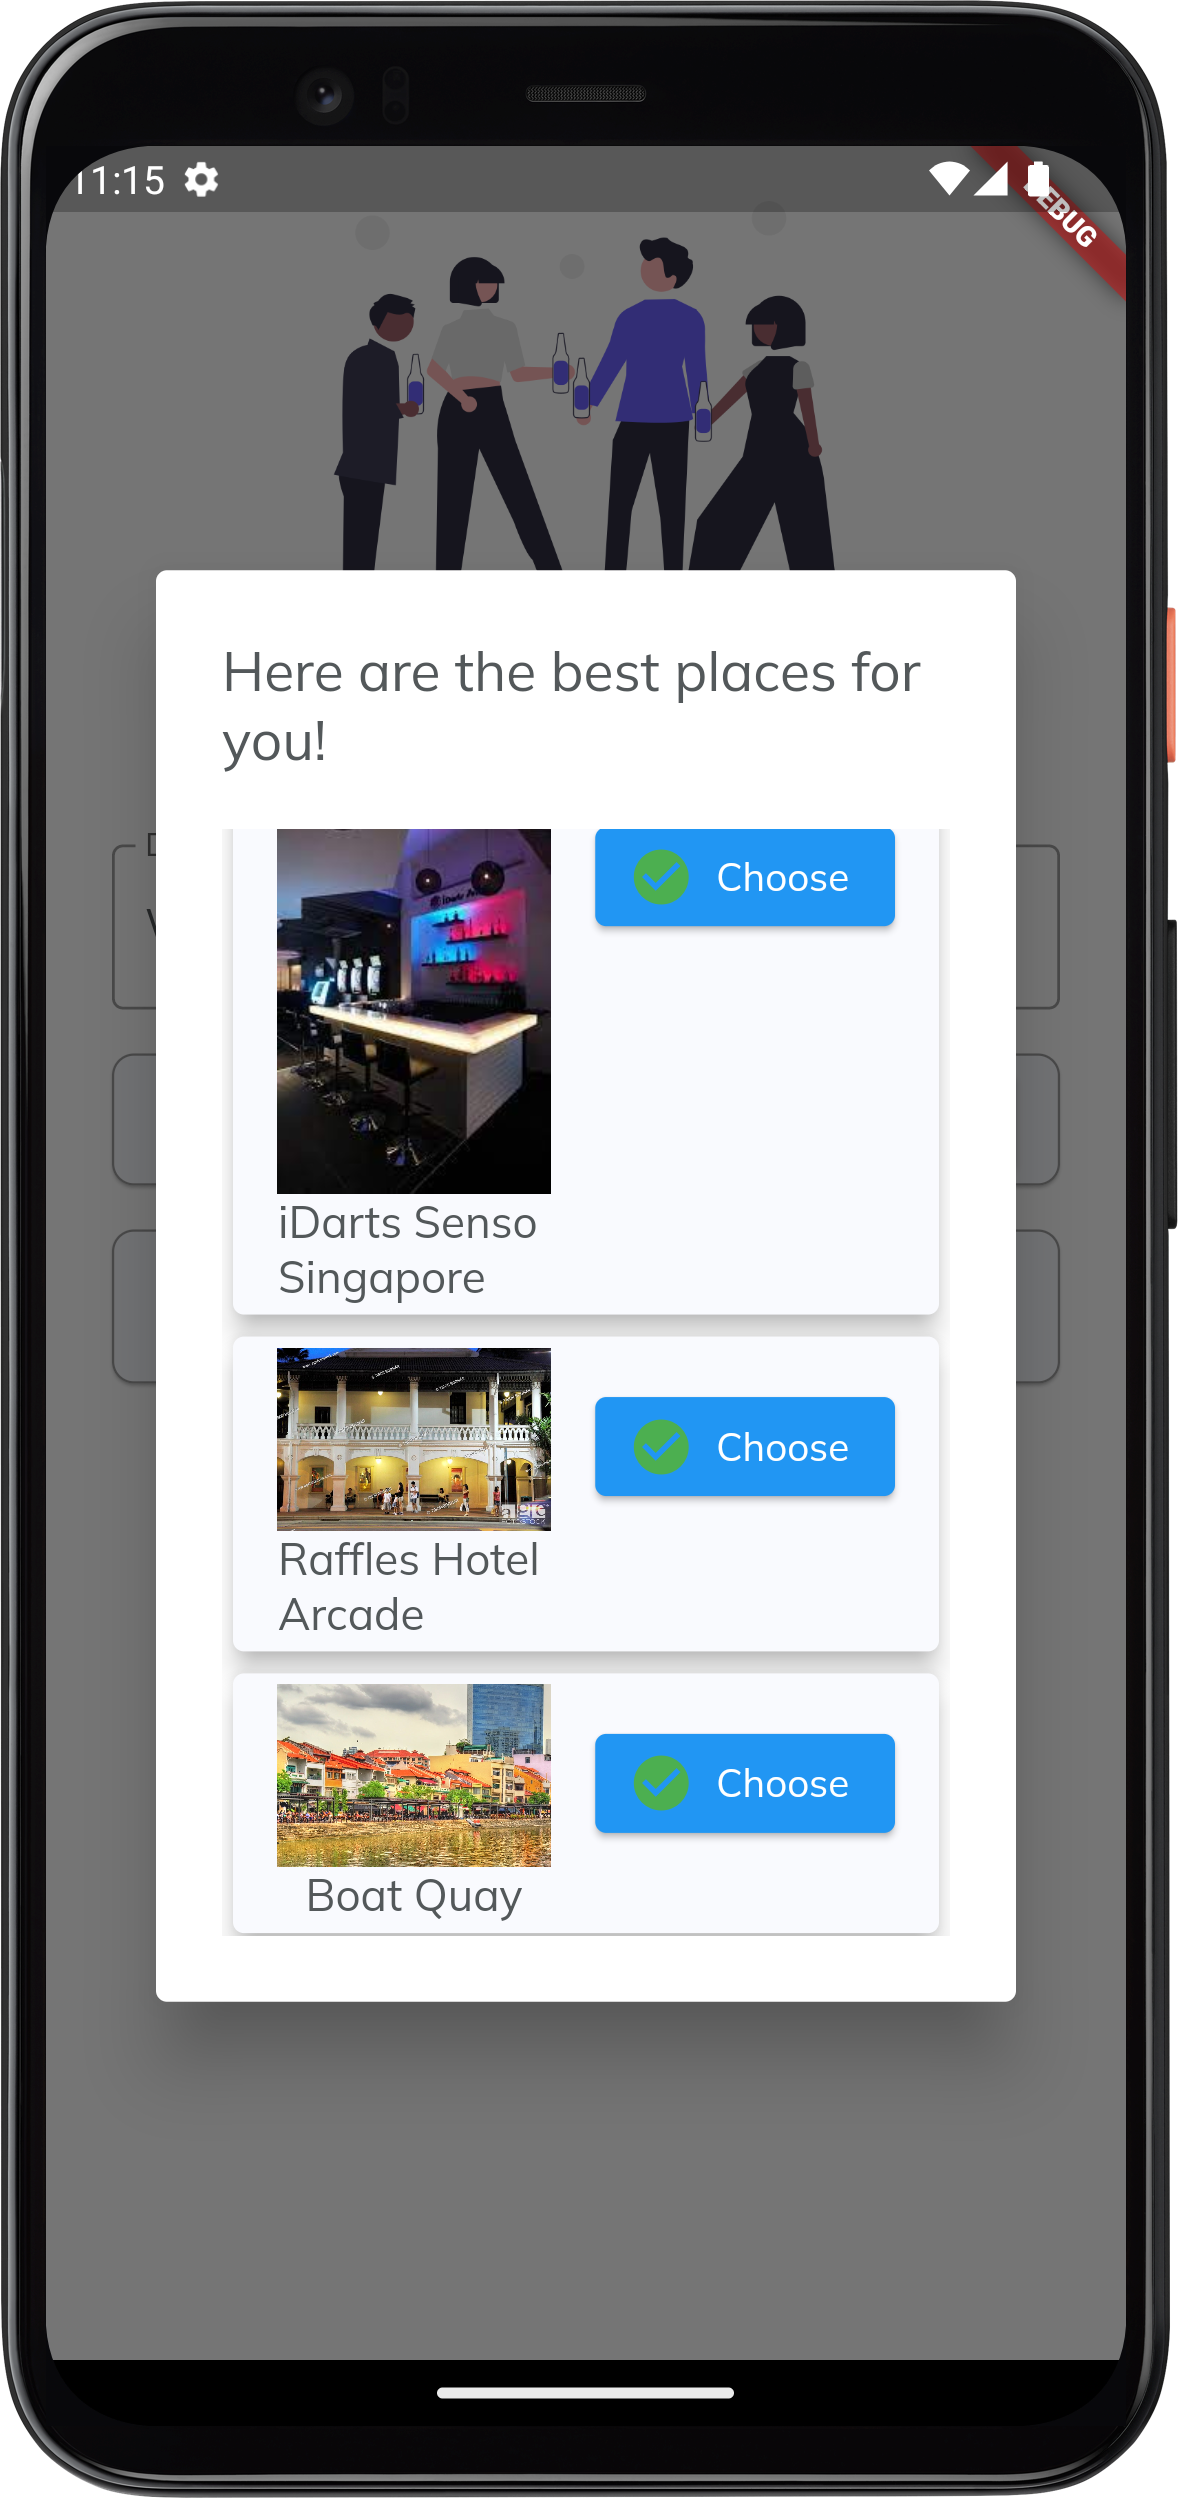 11:15
DEBUG
Here are the best places for
you!
Choose
iDarts Senso
Singapore
Choose
Raffles Hotel
Arcade
Choose
Boat Quay